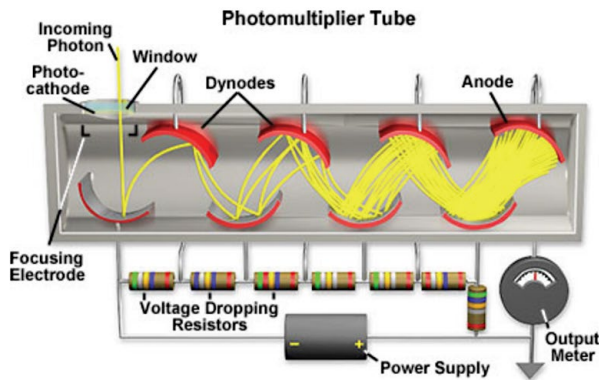 Photomultiplier Tube
Incoming
Photon
Window
Photo-
cathode
Dynodes
Anode
Focusing
Electrode
Voltage Dropping
Resistors
Power Supply
Output
Meter
− +